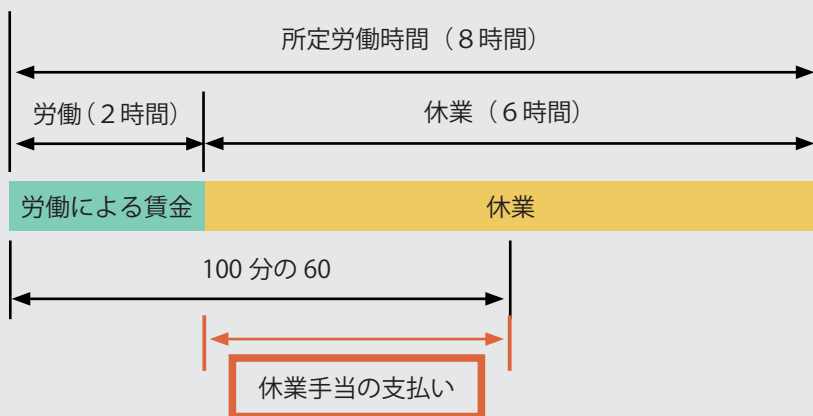 所定労働時間（８時間）
労働（２時間）
休業（６時間）
労働による賃金
休業
100 分の 60
休業手当の支払い